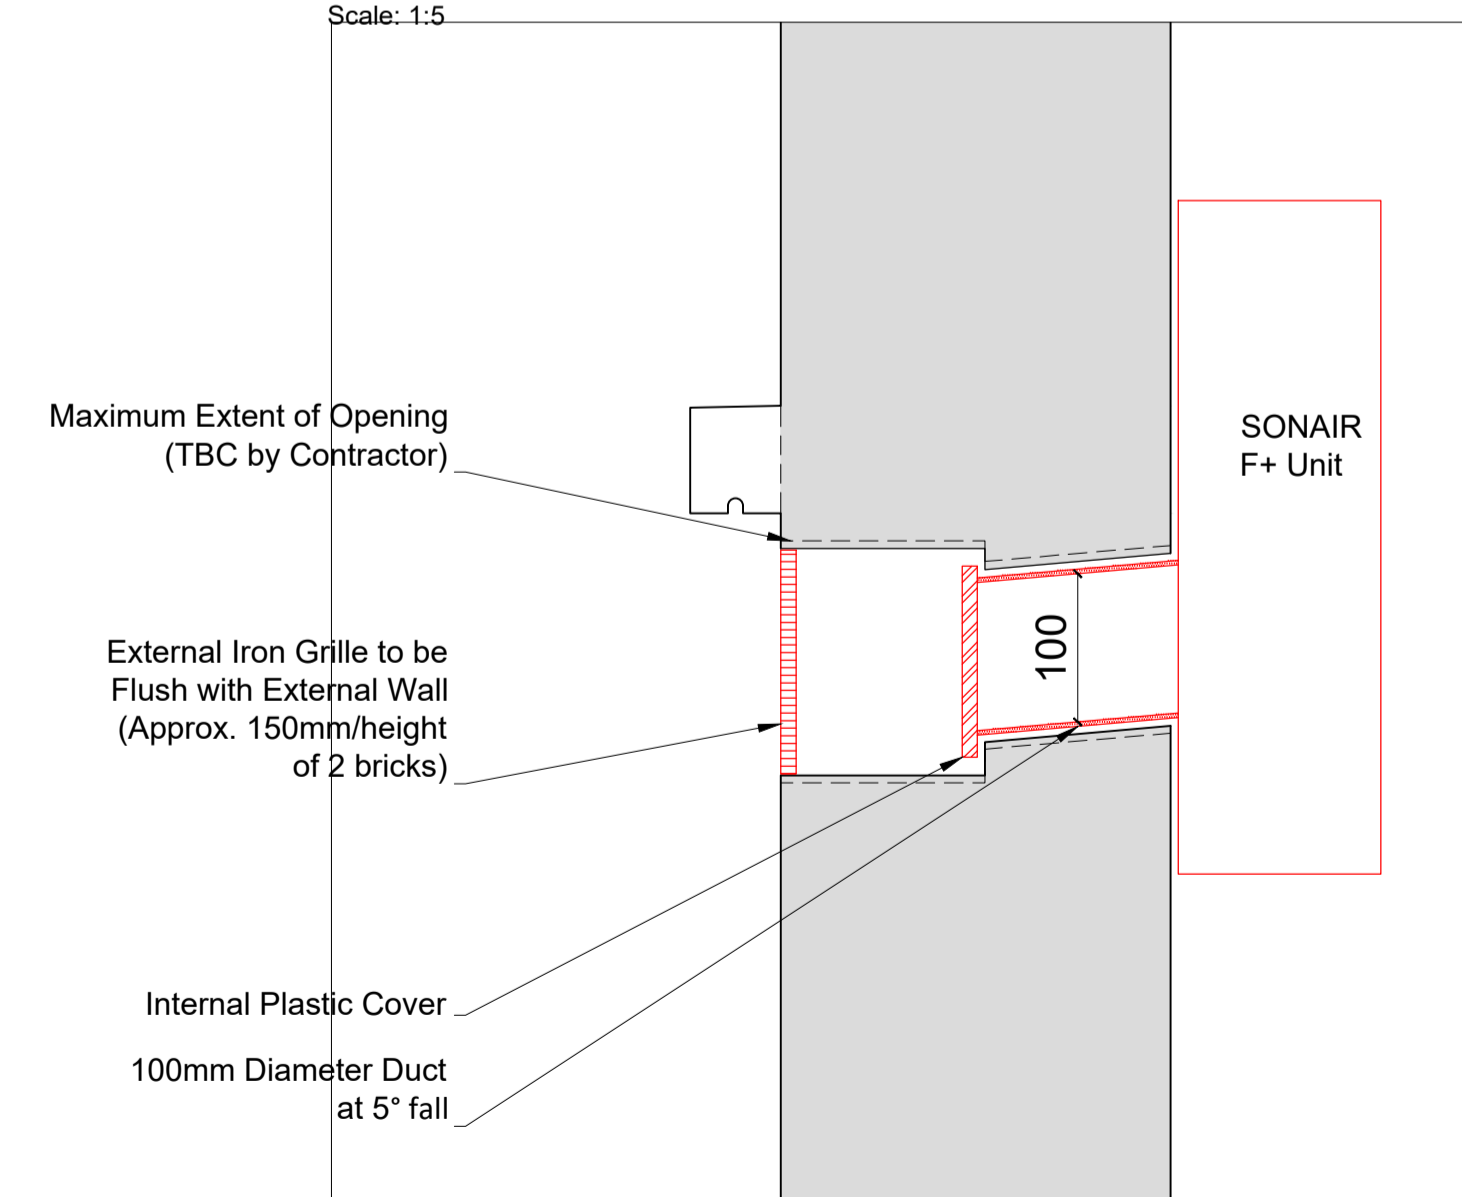 Scale: 1:5
Maximum Extent of Opening
(TBC by Contractor)
SONAIR
F+ Unit
External Iron Grille to be
Flush with External Wall
(Approx. 150mm/height
of 2 bricks)
100
Internal Plastic Cover
100mm Diameter Duct
at 5° fall